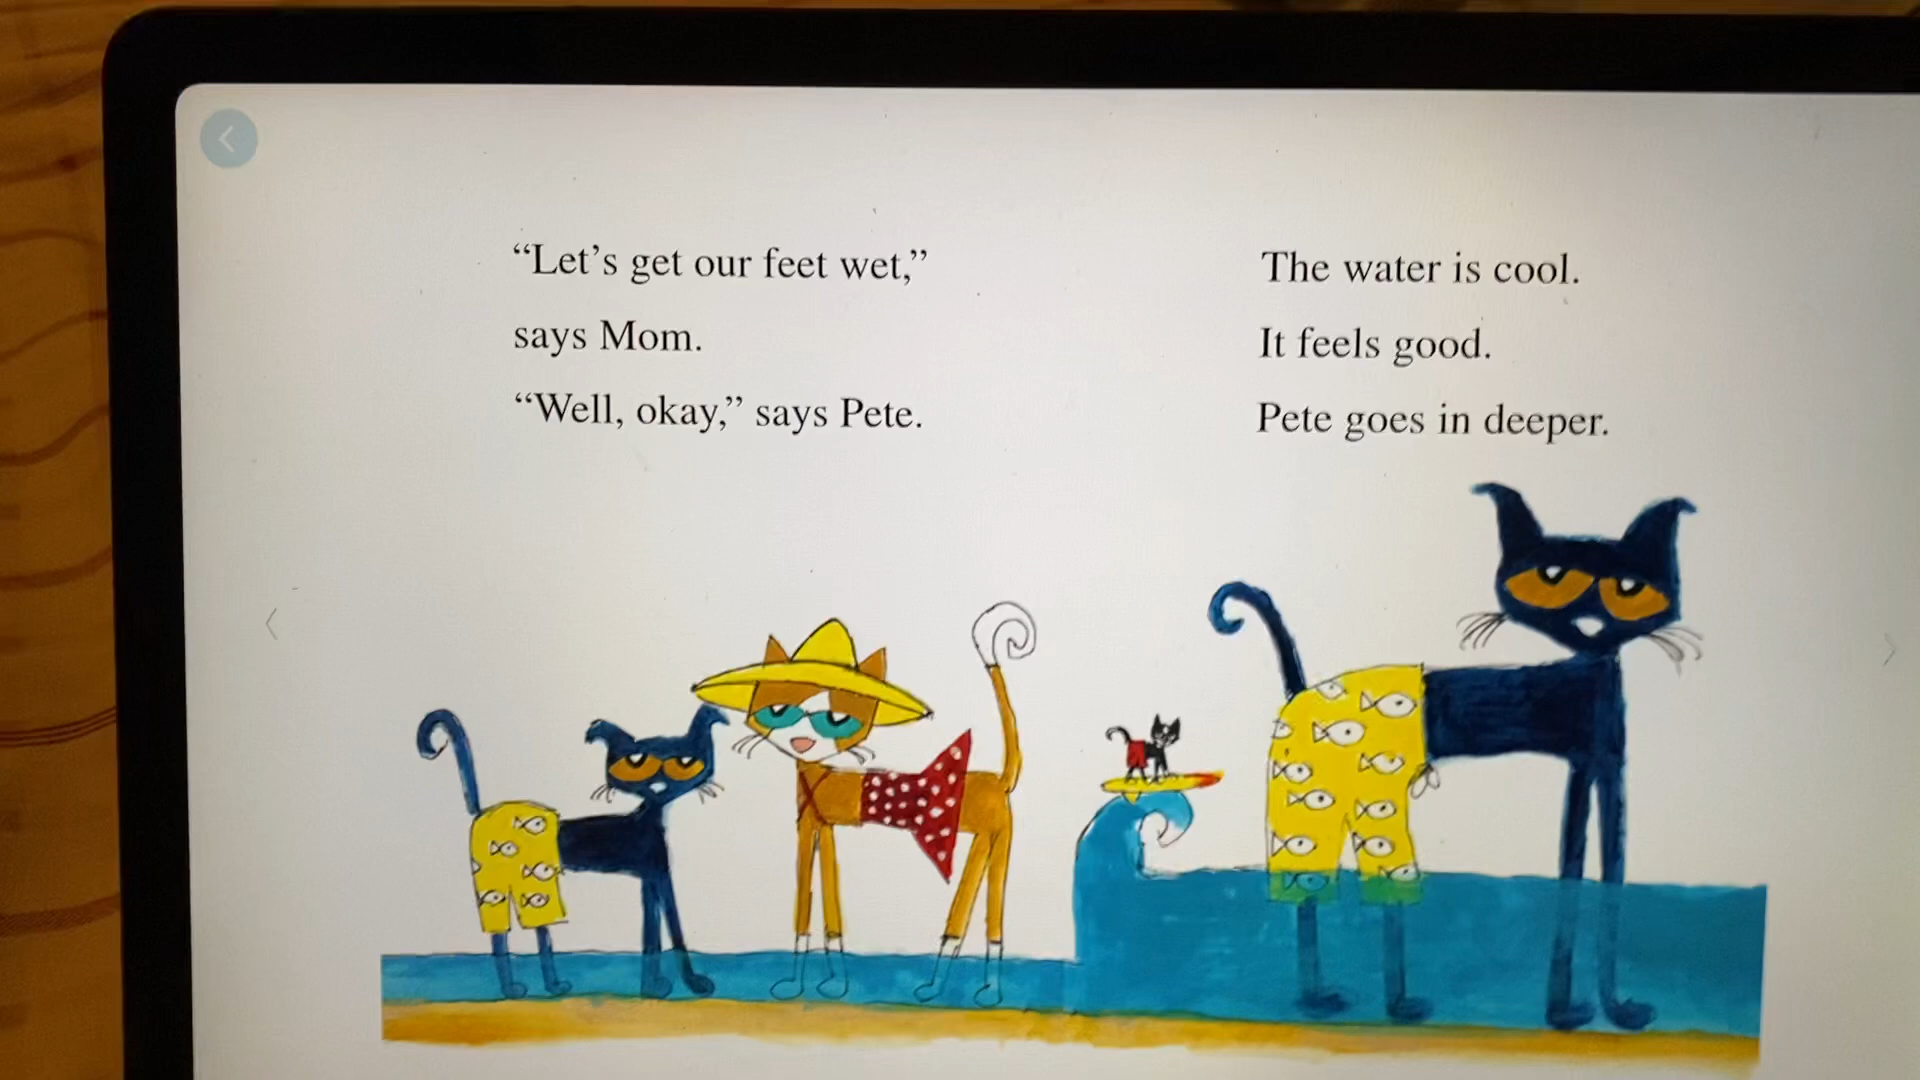 “Let’s get our feet wet,”
says Mom.
“Well, okay,” says Pete.
The water is cool.
It feels good.
Pete goes in deeper.